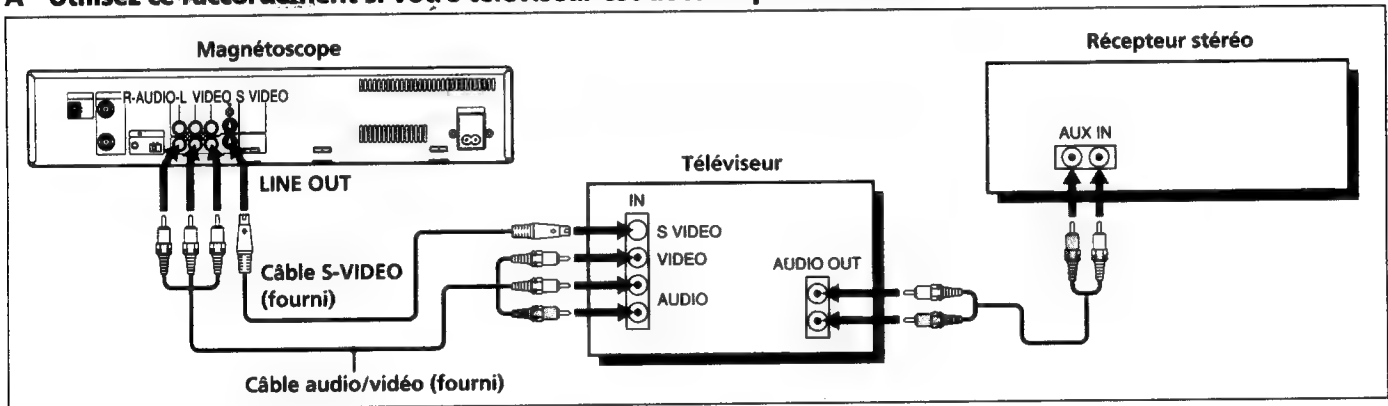 Magnétoscope
Récepteur stéréo
R-AUDIO-L VIDEO S VIDEO
AUX IN
LINE OUT
Téléviseur
IN
S VIDEO
VIDEO
AUDIO OUT
AUDIO
Câble S-VIDEO
(fourni)
Câble audio/vidéo (fourni)